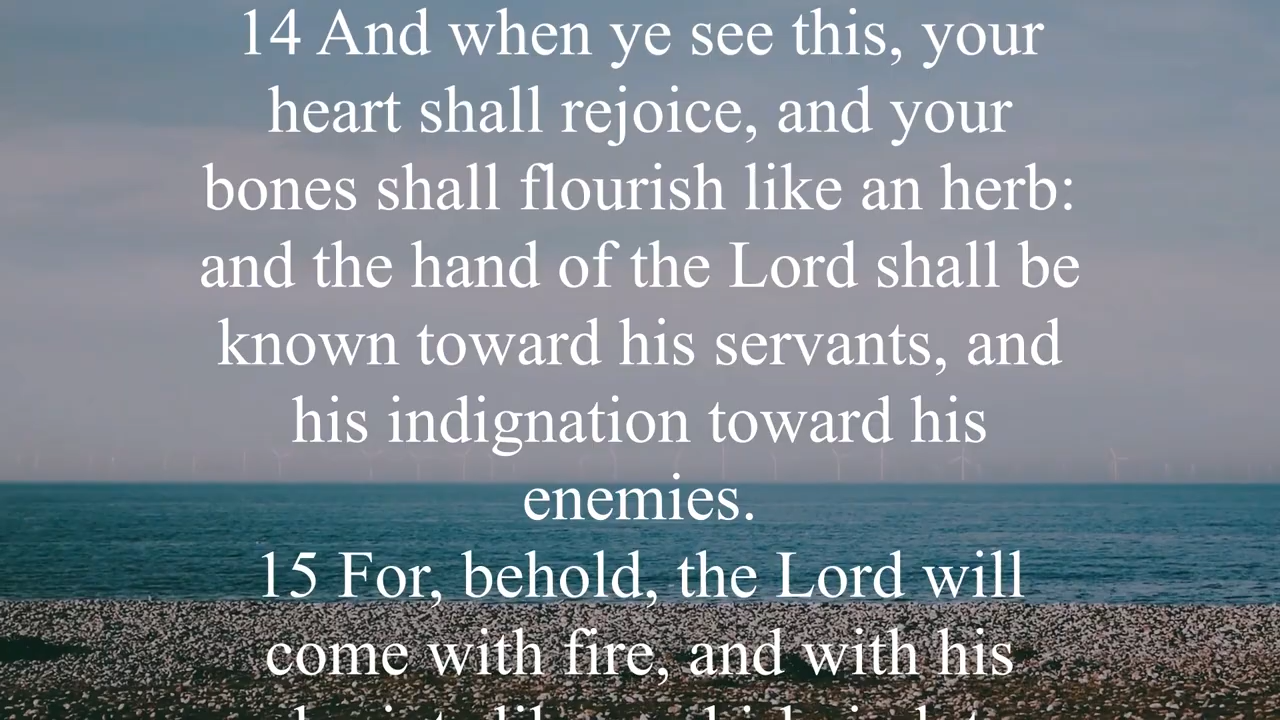 14 And when ye see this, your
heart shall rejoice, and your
bones shall flourish like an herb:
and the hand of the Lord shall be
known toward his servants, and
his indignation toward his
enemies.
15 For, behold, the Lord will
come with fire, and with his